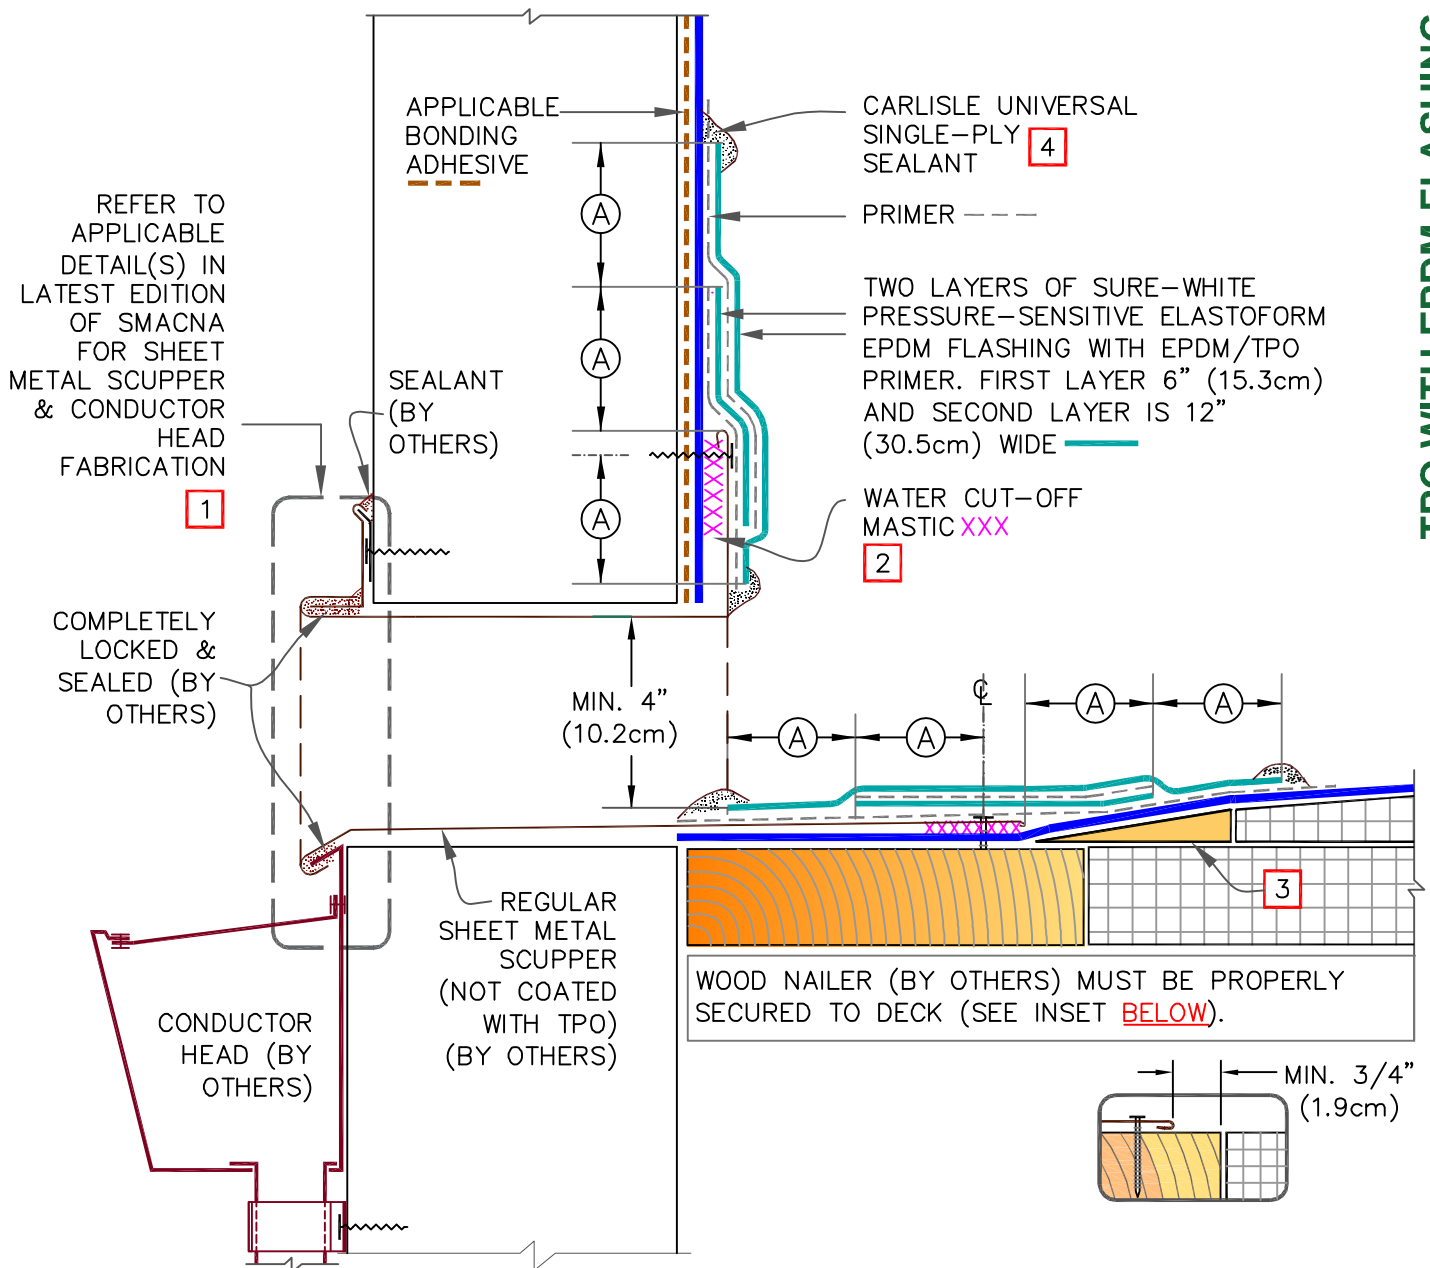 APPLICABLE
BONDING
ADHESIVE
CARLISLE UNIVERSAL
SINGLE-PLY
SEALANT
4
PRIMER
TWO LAYERS OF SURE-WHITE
PRESSURE-SENSITIVE ELASTOFORM
EPDM FLASHING WITH EPDM/TPO
PRIMER. FIRST LAYER 6" (15.3cm)
AND SECOND LAYER IS 12"
(30.5cm) WIDE
WATER CUT-OFF
MASTIC XXX
2
REFER TO
APPLICABLE
DETAIL(S) IN
LATEST EDITION
OF SMACNA
FOR SHEET
METAL SCUPPER
& CONDUCTOR
HEAD
FABRICATION
1
SEALANT
(BY
OTHERS)
A
A
A
COMPLETELY
LOCKED &
SEALED (BY
OTHERS)
MIN. 4"
(10.2cm)
A
A
℄
A
A
3
REGULAR
SHEET METAL
SCUPPER
(NOT COATED
WITH TPO)
(BY OTHERS)
CONDUCTOR
HEAD (BY
OTHERS)
WOOD NAILER (BY OTHERS) MUST BE PROPERLY
SECURED TO DECK (SEE INSET BELOW).
MIN. 3/4"
(1.9cm)
TPO WITH EPDM FLASHING